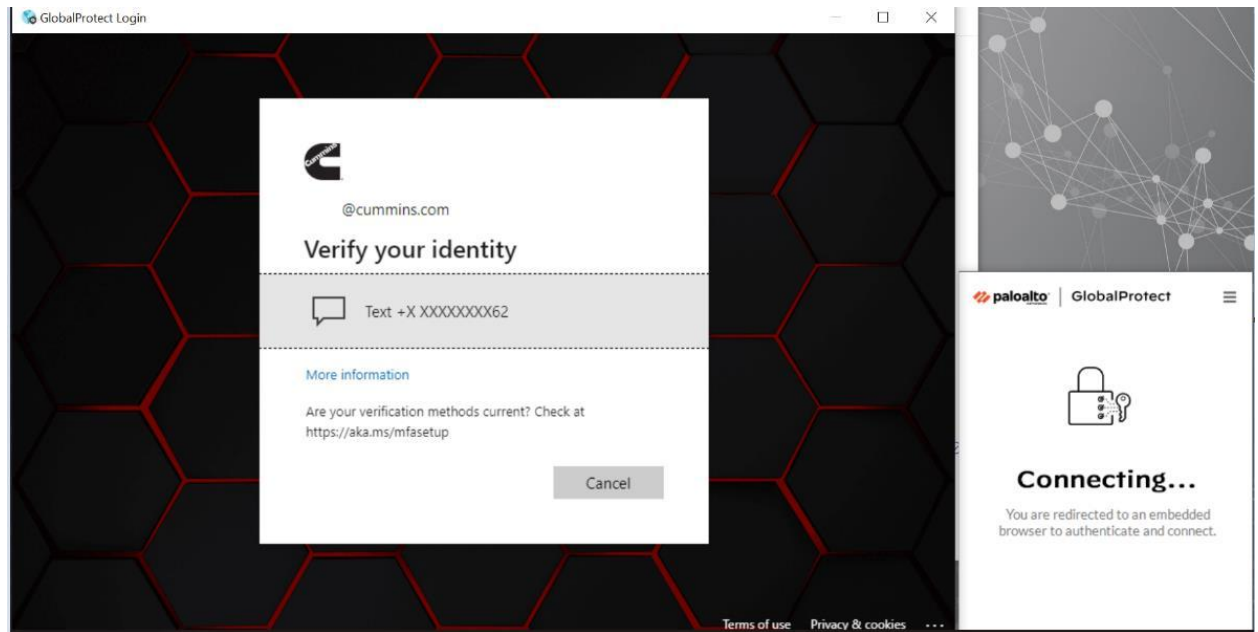 GlobalProtect Login
Cummins
@cummins.com
Verify your identity
Text +X XXXXXXXX62
More information
Are your verification methods current? Check at
https://aka.ms/mfasetup
Cancel
Terms of use Privacy & cookies ...
paloalto GlobalProtect
Connecting...
You are redirected to an embedded
browser to authenticate and connect.